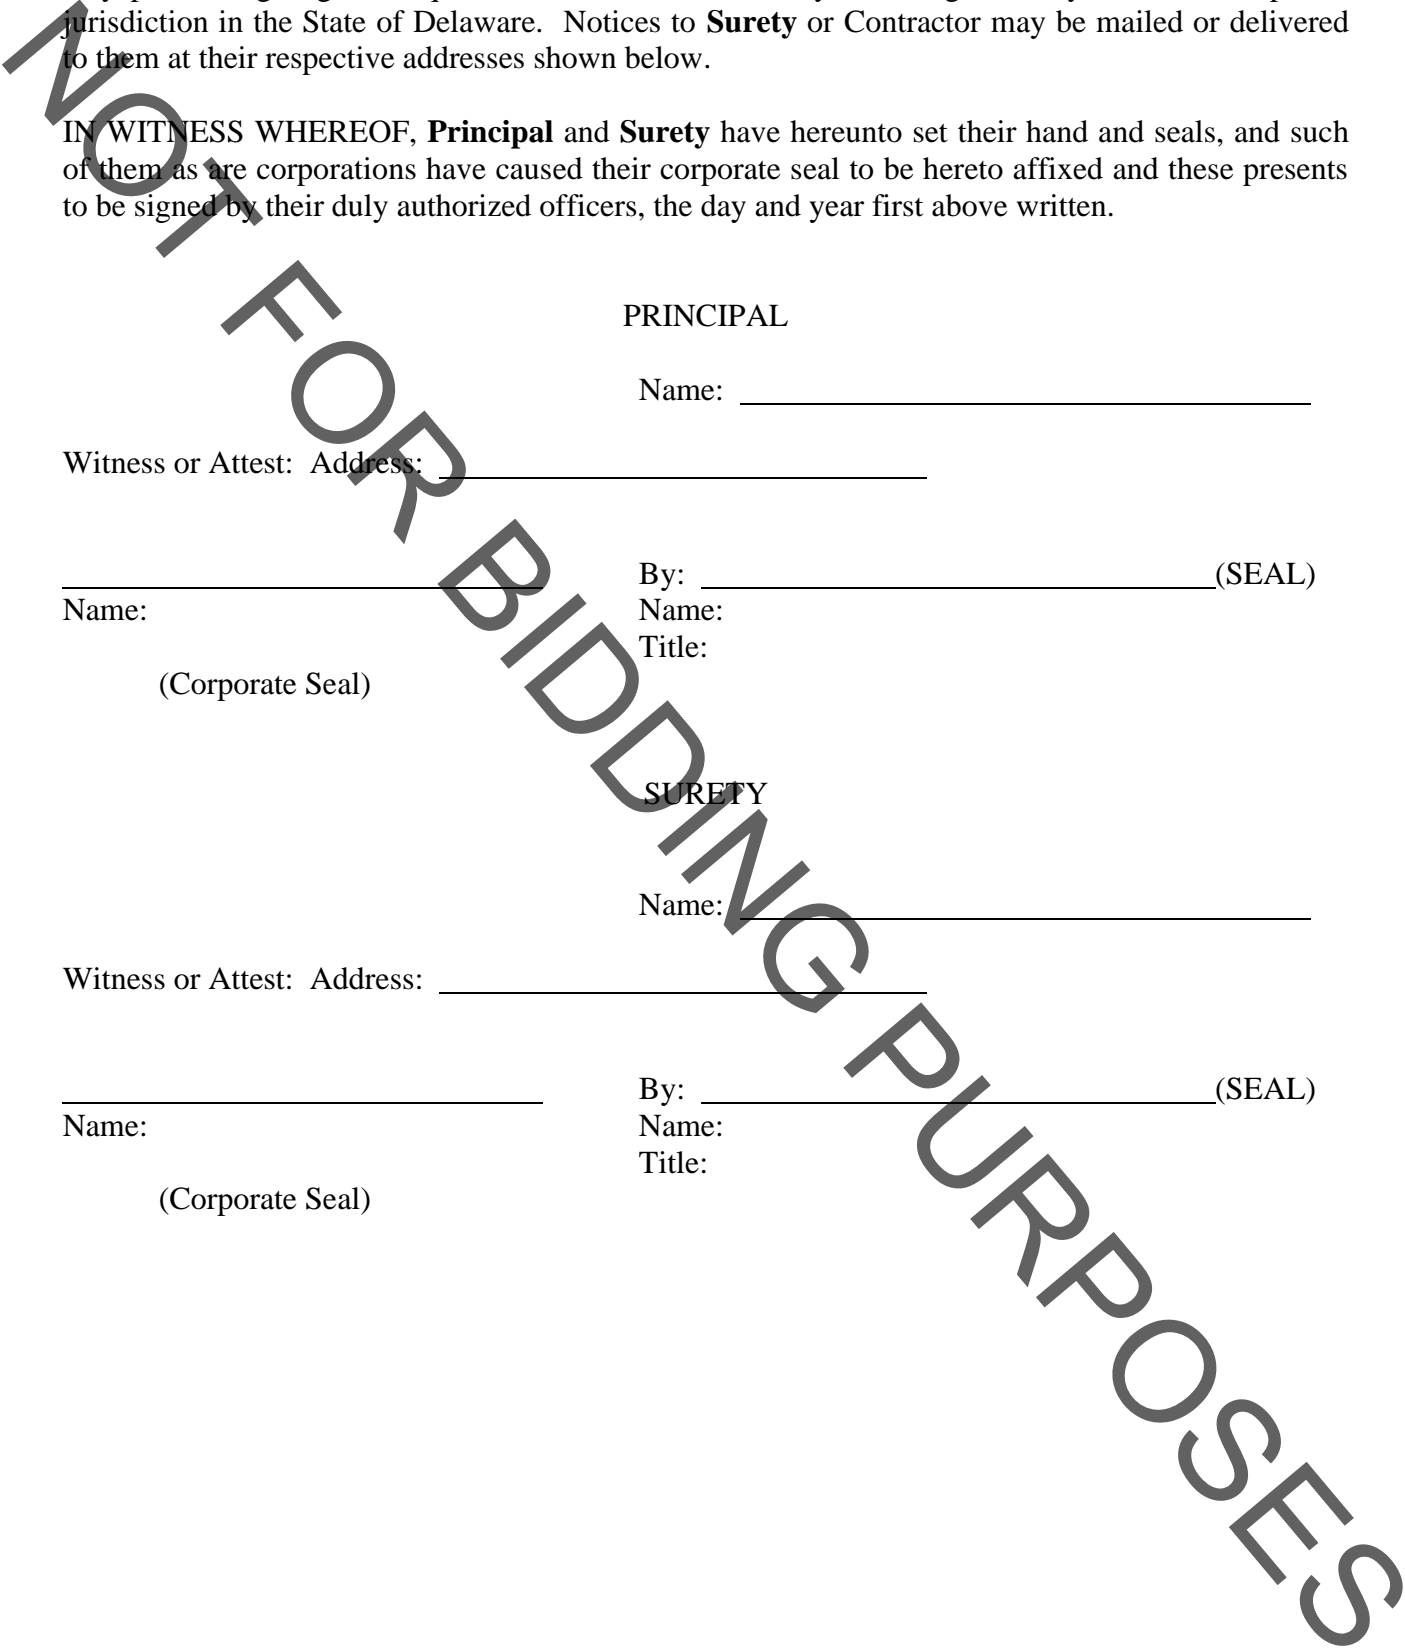 jurisdiction in the State of Delaware. Notices to Surety or Contractor may be mailed or delivered
to them at their respective addresses shown below.
IN WITNESS WHEREOF, Principal and Surety have hereunto set their hand and seals, and such
of them as are corporations have caused their corporate seal to be hereto affixed and these presents
to be signed by their duly authorized officers, the day and year first above written.
PRINCIPAL
Name:
Witness or Attest: Address:
By: (SEAL)
Name: Name:
Title:
(Corporate Seal)
SURETY
Name:
Witness or Attest: Address:
By: (SEAL)
Name: Name:
Title:
(Corporate Seal)
NOT FOR BIDDING PURPOSES